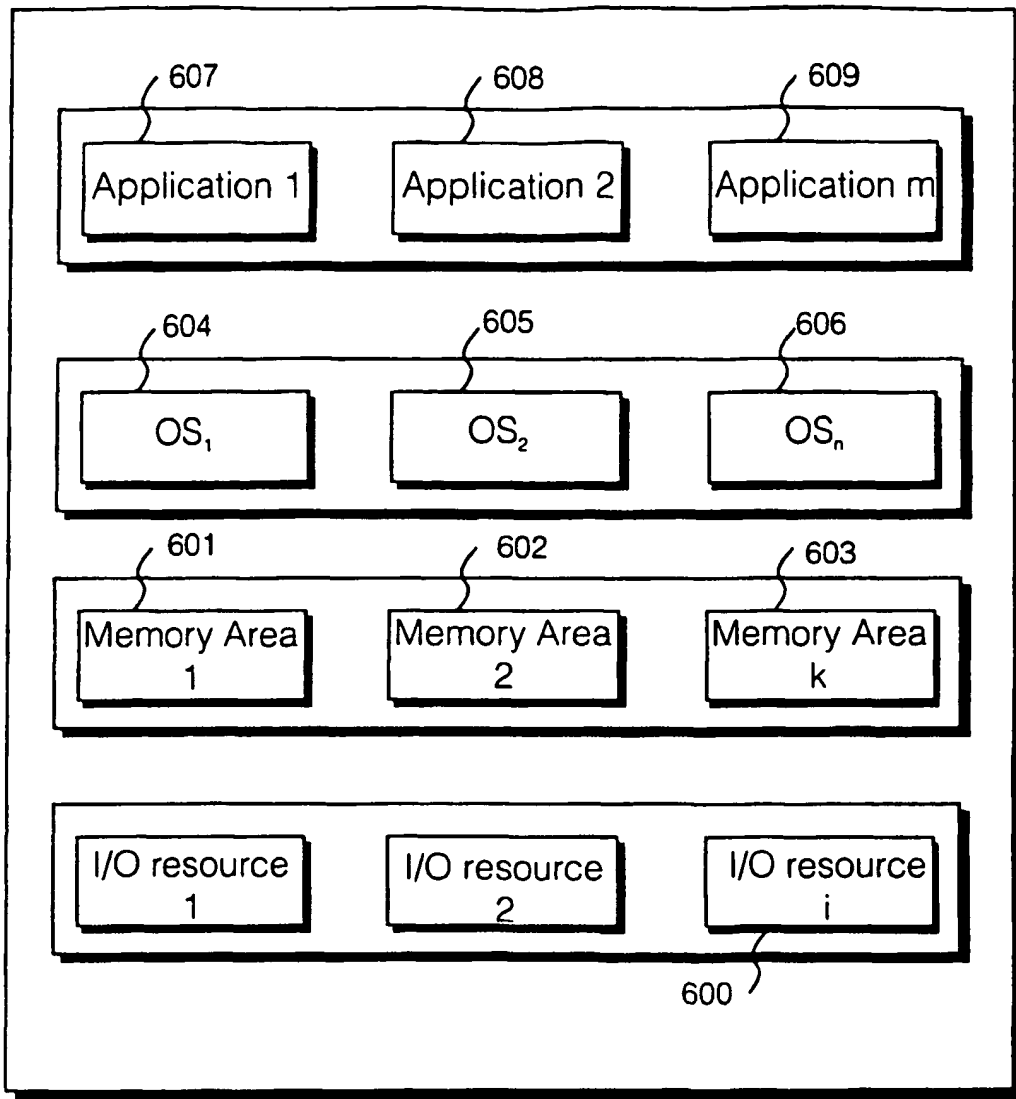 607 608 609
Application 1 Application 2 Application m
604 605 606
OS₁ OS₂ OSₙ
601 602 603
Memory Area Memory Area Memory Area
1 2 k
I/O resource I/O resource I/O resource
1 2 i
600